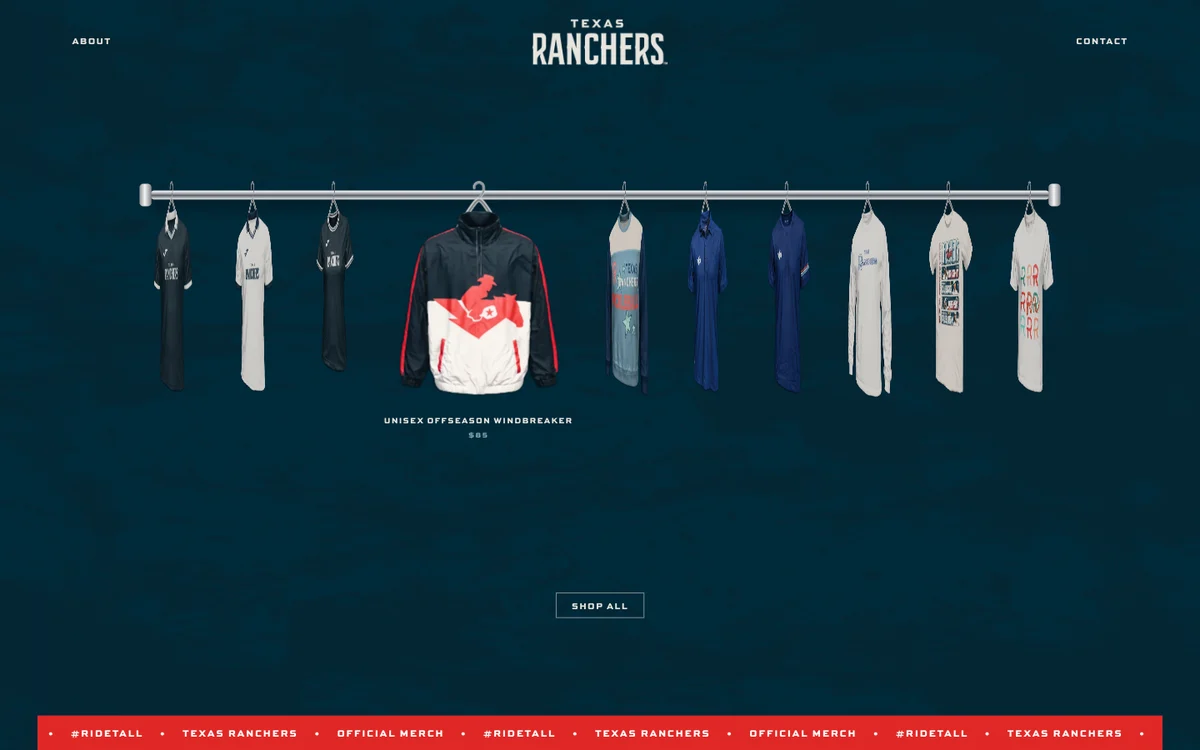 TEXAS
RANCHERS
ABOUT
CONTACT
UNISEX OFFSEASON WINDBREAKER
$85
SHOP ALL
• #RIDETALL • TEXAS RANCHERS • OFFICIAL MERCH • #RIDETALL • TEXAS RANCHERS • OFFICIAL MERCH • #RIDETALL • TEXAS RANCHERS •